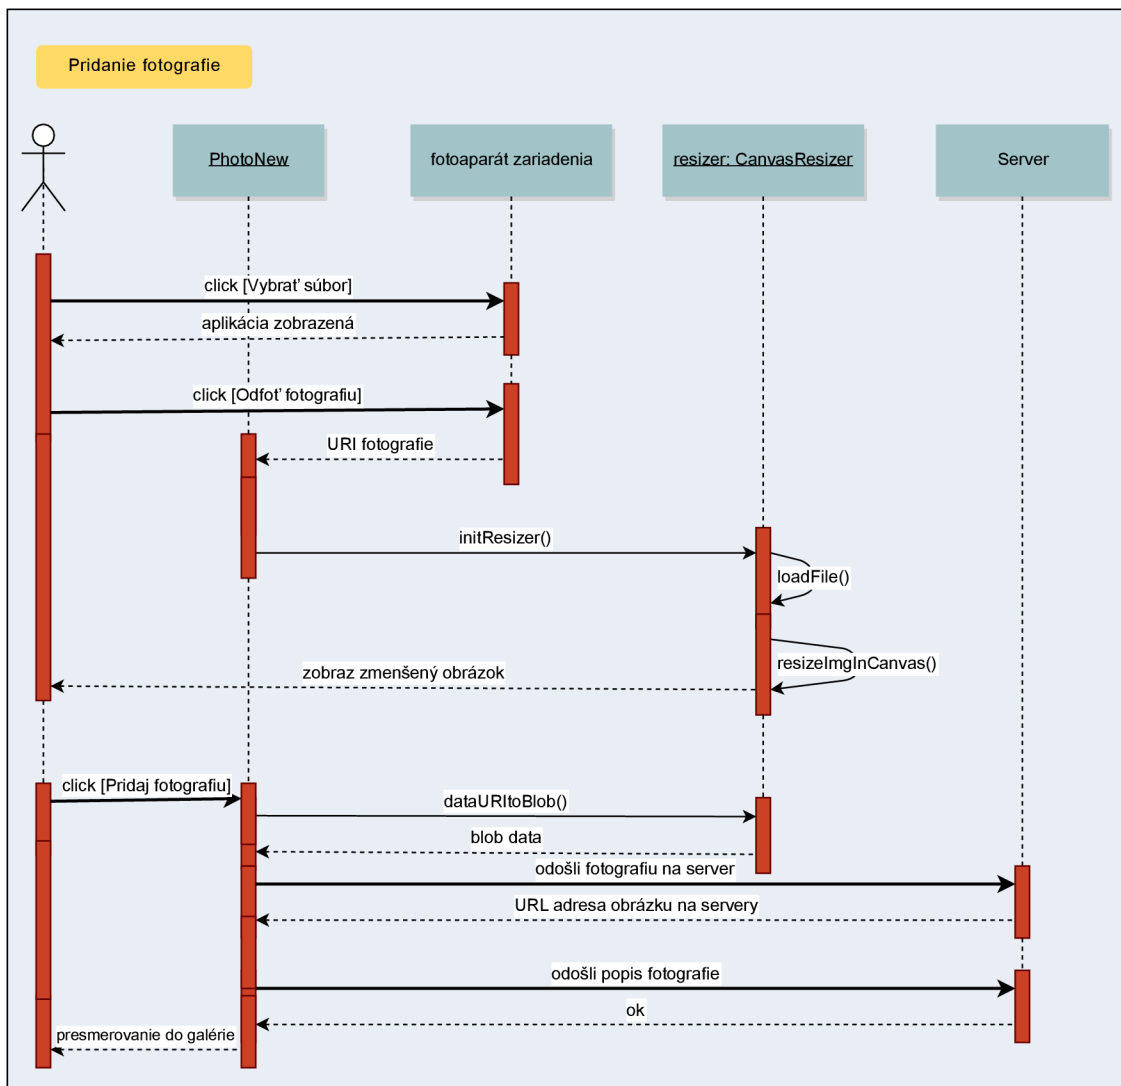 Pridanie fotografie
PhotoNew
fotoaparát zariadenia
resizer: CanvasResizer
Server
click [Vybrať súbor]
aplikácia zobrazená
click [Odfoť fotografiu]
URI fotografie
initResizer()
loadFile()
resizeImgInCanvas()
zobraz zmenšený obrázok
click [Pridaj fotografiu]
dataURItoBlob()
blob data
odošli fotografiu na server
URL adresa obrázku na servery
odošli popis fotografie
ok
presmerovanie do galérie